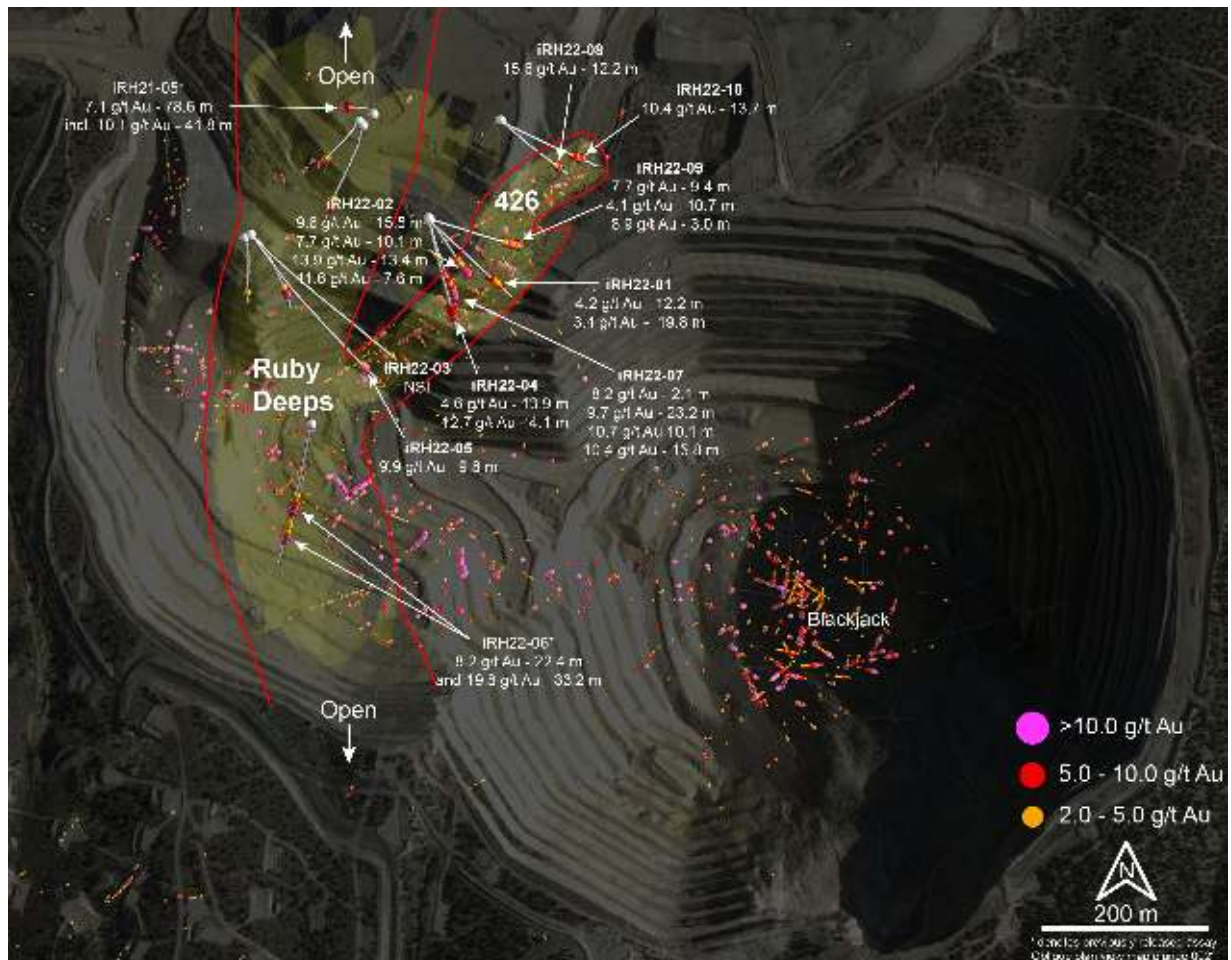 Open
iRH21-05*
7.1 g/t Au - 78.6 m
incl. 10.1 g/t Au - 41.8 m
iRH22-08
15.8 g/t Au - 12.2 m
iRH22-10
10.4 g/t Au - 13.7 m
iRH22-09
7.7 g/t Au - 9.4 m
4.1 g/t Au - 10.7 m
g/t Au - 3.0 m
426
iRH22-02
g/t Au - m
7.7 g/t Au - 10.1 m
13.9 g/t Au - 13.4 m
11.6 g/t Au - 7.6 m
iRH22-01
4.2 g/t Au - 12.2 m
3.1 g/t Au - 19.8 m
Ruby
Deeps
iRH22-03
NSI
iRH22-04
4.6 g/t Au - 13.9 m
12.7 g/t Au - 4.1 m
iRH22-07
8.2 g/t Au - 2.1 m
9.7 g/t Au - 23.2 m
10.7 g/t Au 10.1 m
10.4 g/t Au - 13.8 m
iRH22-05
9.9 g/t Au - 9.8 m
Blackjack
iRH22-06*
8.2 g/t Au - 22.4 m
and 19.8 g/t Au - 33.2 m
Open
>10.0 g/t Au
5.0 - 10.0 g/t Au
2.0 - 5.0 g/t Au
N
200 m
* denotes previously released assay
Oblique plan view